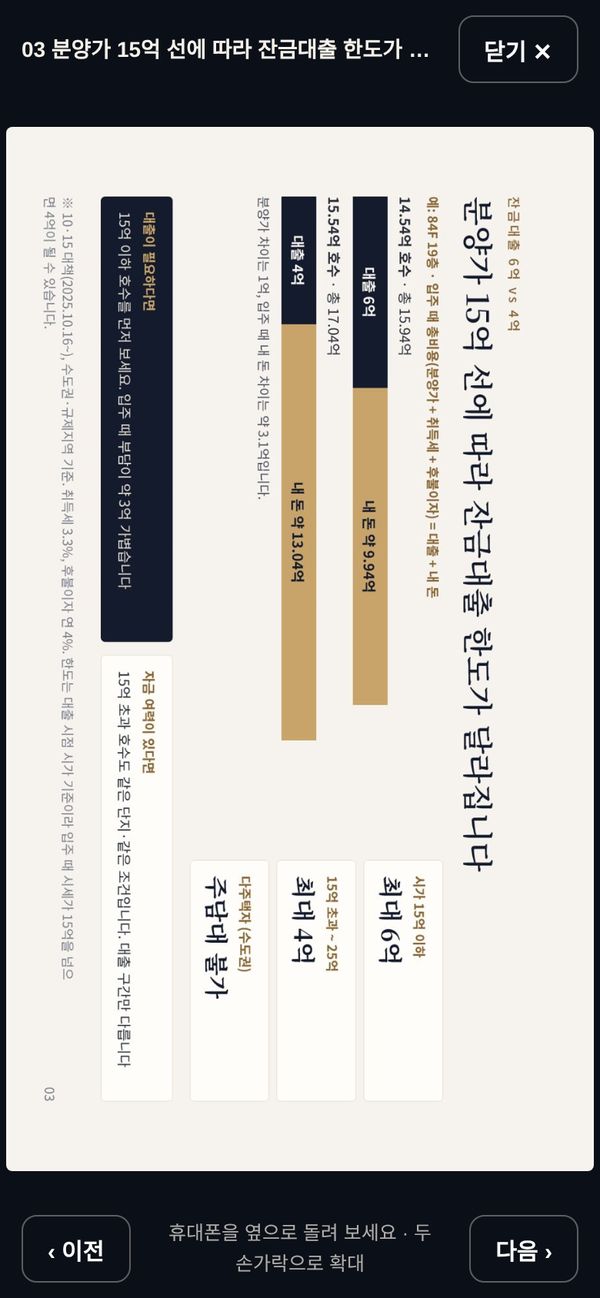 03 분양가 15억 선에 따라 잔금대출 한도가 ...
닫기 ✕
잔금대출 6억 vs 4억
분양가 15억 선에 따라 잔금대출 한도가 달라집니다
예: 84F 19층 · 입주 때 총비용(분양가 + 취득세 + 후불이자) = 대출 + 내 돈
14.54억 호수 · 총 15.94억
대출 6억
내 돈 약 9.94억
15.54억 호수 · 총 17.04억
대출 4억
내 돈 약 13.04억
분양가 차이는 1억, 입주 때 내 돈 차이는 약 3.1억입니다.
시가 15억 이하
최대 6억
15억 초과 ~ 25억
최대 4억
다주택자 (수도권)
주담대 불가
대출이 필요하다면
15억 이하 호수를 먼저 보세요. 입주 때 부담이 약 3억 가볍습니다
자금 여력이 있다면
15억 초과 호수도 같은 단지·같은 조건입니다. 대출 구간만 다릅니다
※ 10·15 대책(2025.10.16~), 수도권·규제지역 기준. 취득세 3.3%, 후불이자 연 4%. 한도는 대출 시점 시가 기준이라 입주 때 시세가 15억을 넘으
면 4억이 될 수 있습니다.
03
‹ 이전
휴대폰을 옆으로 돌려 보세요 · 두
손가락으로 확대
다음 ›